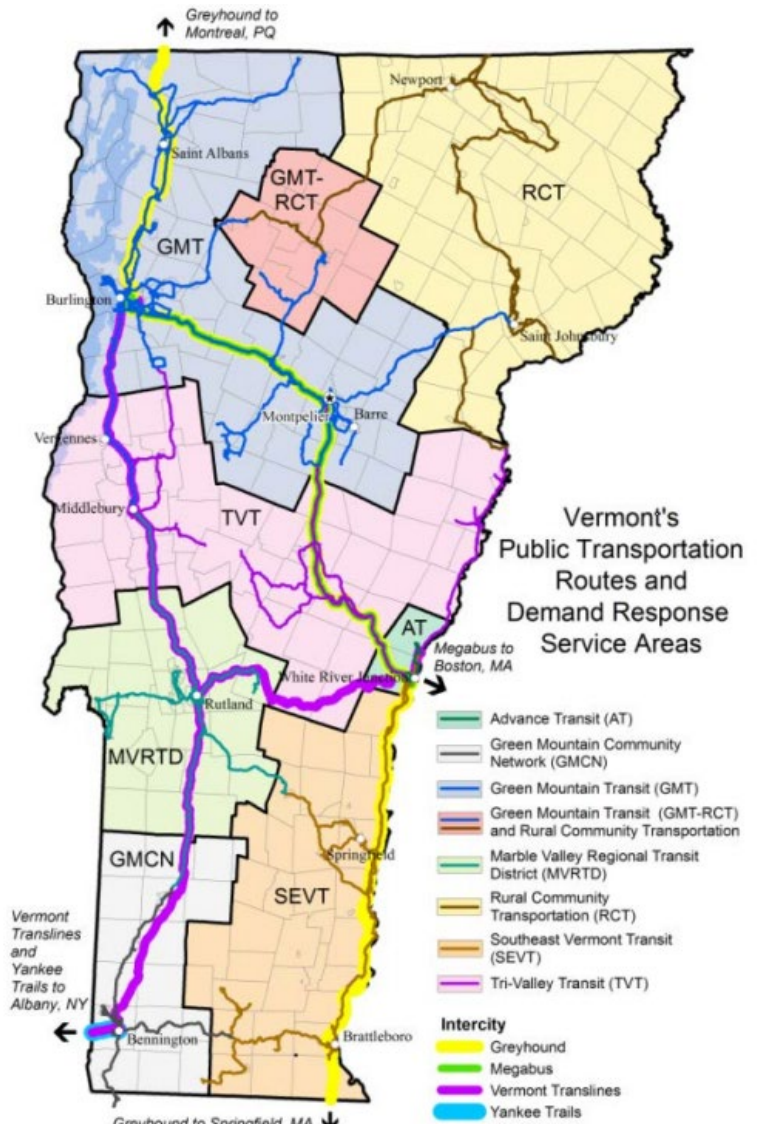 Greyhound to
Montreal, PQ
Newport
Saint Albans
GMT-
RCT
RCT
GMT
Burlington
Saint Johnsbury
Montpelier
Barre
Vergennes
Middlebury
TVT
Vermont's
Public Transportation
Routes and
Demand Response
Service Areas
AT
Megabus to
Boston, MA
White River Junction
Rutland
MVRTD
GMCN
Springfield
SEVT
Vermont
Translines
and
Yankee
Trails to
Albany, NY
Bennington
Brattleboro
Greyhound to Springfield, MA
Advance Transit (AT)
Green Mountain Community
Network (GMCN)
Green Mountain Transit (GMT)
Green Mountain Transit (GMT-RCT)
and Rural Community Transportation
Marble Valley Regional Transit
District (MVRTD)
Rural Community
Transportation (RCT)
Southeast Vermont Transit
(SEVT)
Tri-Valley Transit (TVT)
Intercity
Greyhound
Megabus
Vermont Translines
Yankee Trails